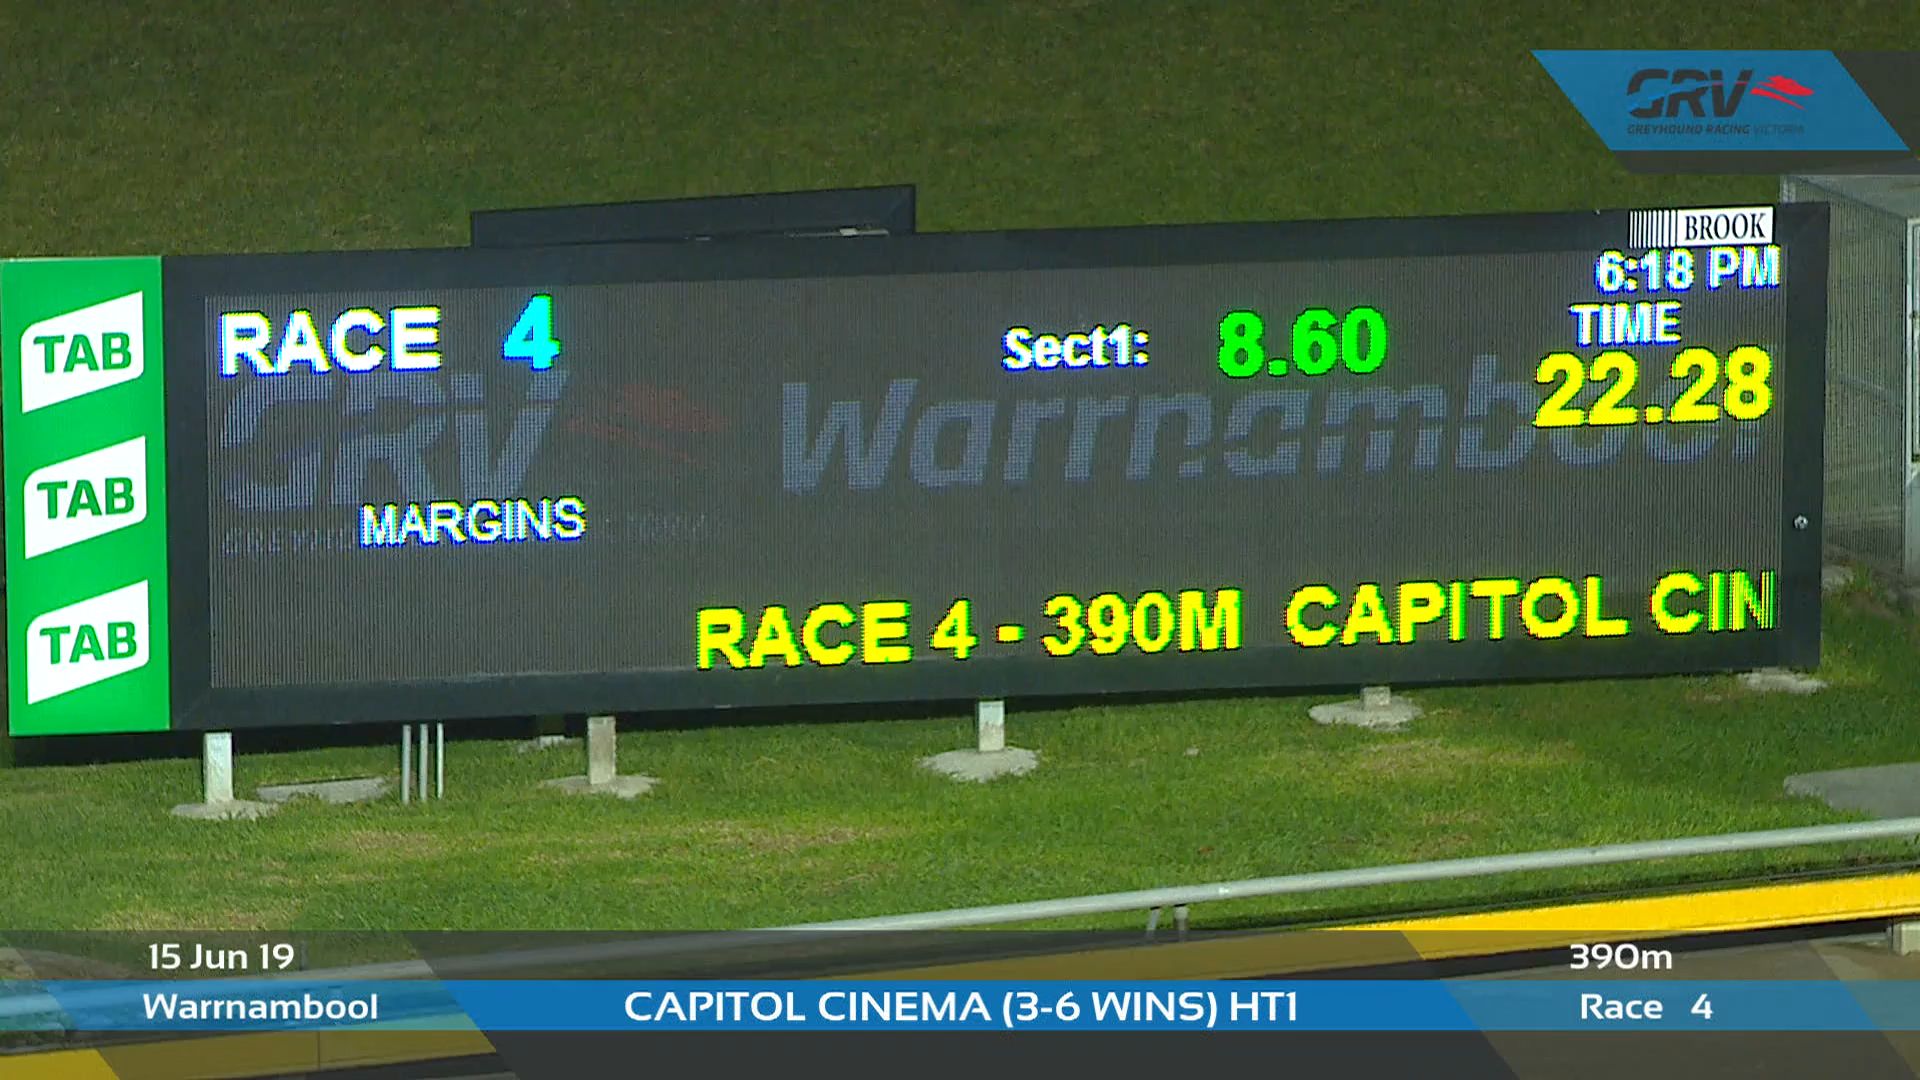 GRV
GREYHOUND RACING VICTORIA
BROOK
6:18 PM
RACE 4
Sect1: 8.60
TIME
22.28
TAB
TAB
TAB
GRV
Warrnambool
MARGINS
RACE 4 - 390M CAPITOL CIN
15 Jun 19
390m
Warrnambool
CAPITOL CINEMA (3-6 WINS) HT1
Race 4